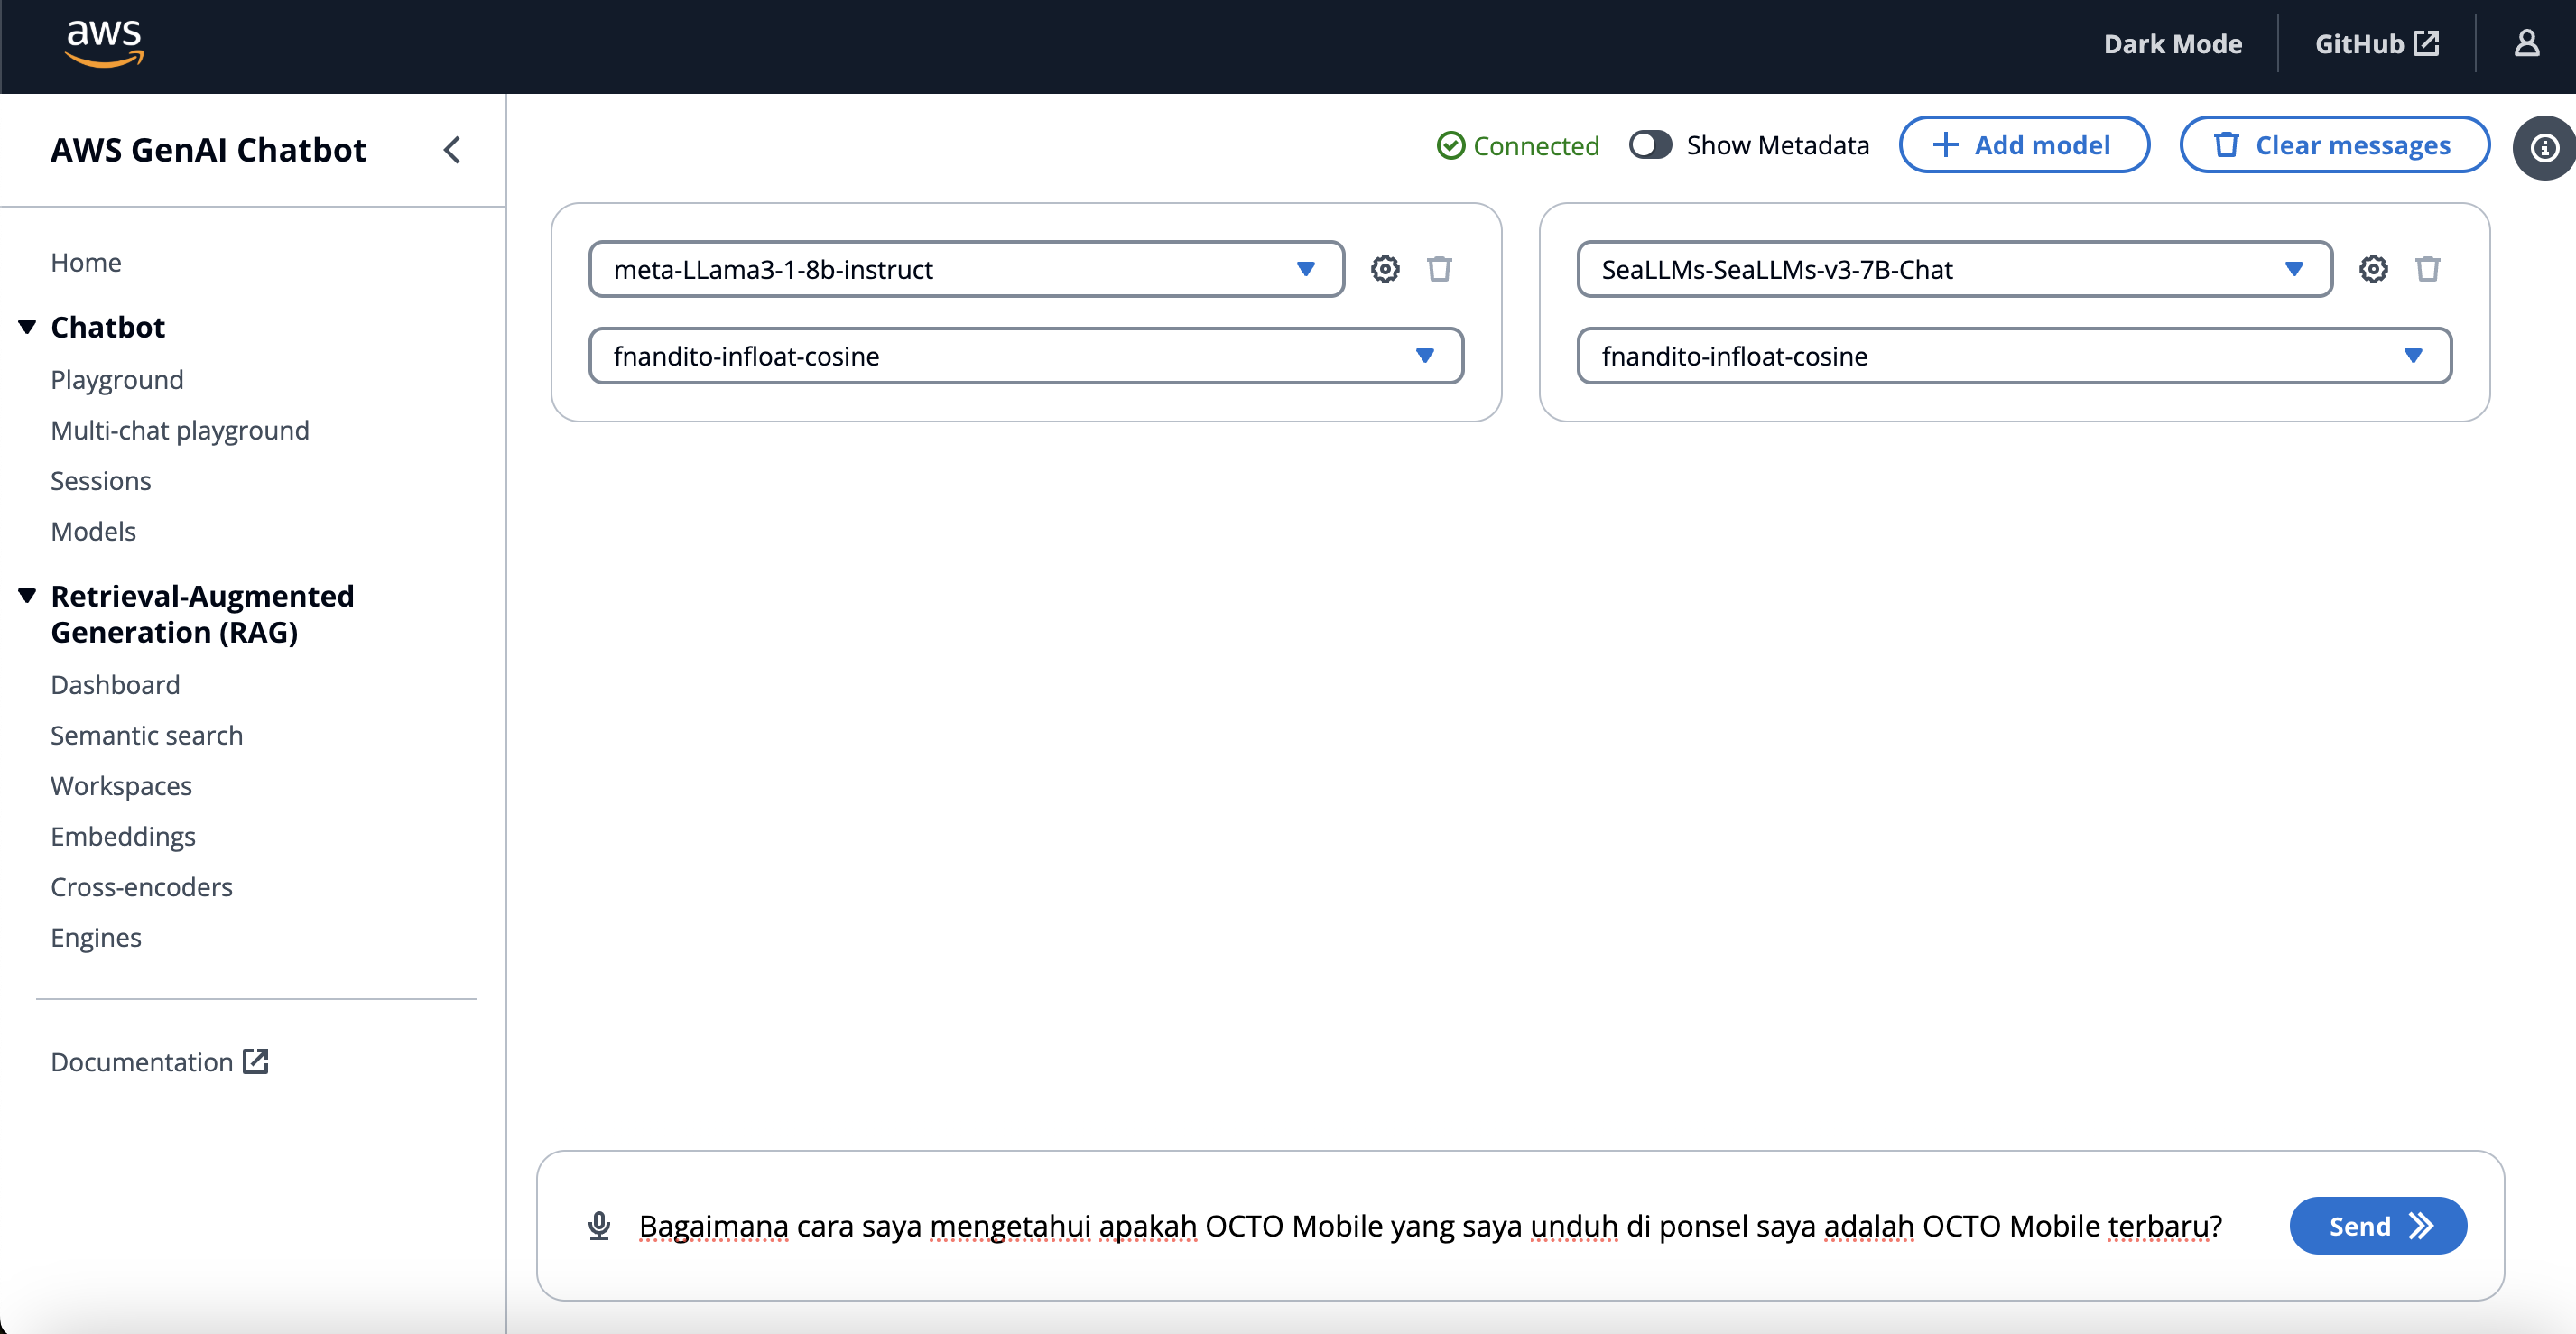 aws
Dark Mode
GitHub
AWS GenAI Chatbot
Connected
Show Metadata
Add model
Clear messages
Home
Chatbot
Playground
Multi-chat playground
Sessions
Models
Retrieval-Augmented
Generation (RAG)
Dashboard
Semantic search
Workspaces
Embeddings
Cross-encoders
Engines
Documentation
meta-LLama3-1-8b-instruct
fnandito-infloat-cosine
SeaLLMs-SeaLLMs-v3-7B-Chat
fnandito-infloat-cosine
Bagaimana cara saya mengetahui apakah OCTO Mobile yang saya unduh di ponsel saya adalah OCTO Mobile terbaru?
Send